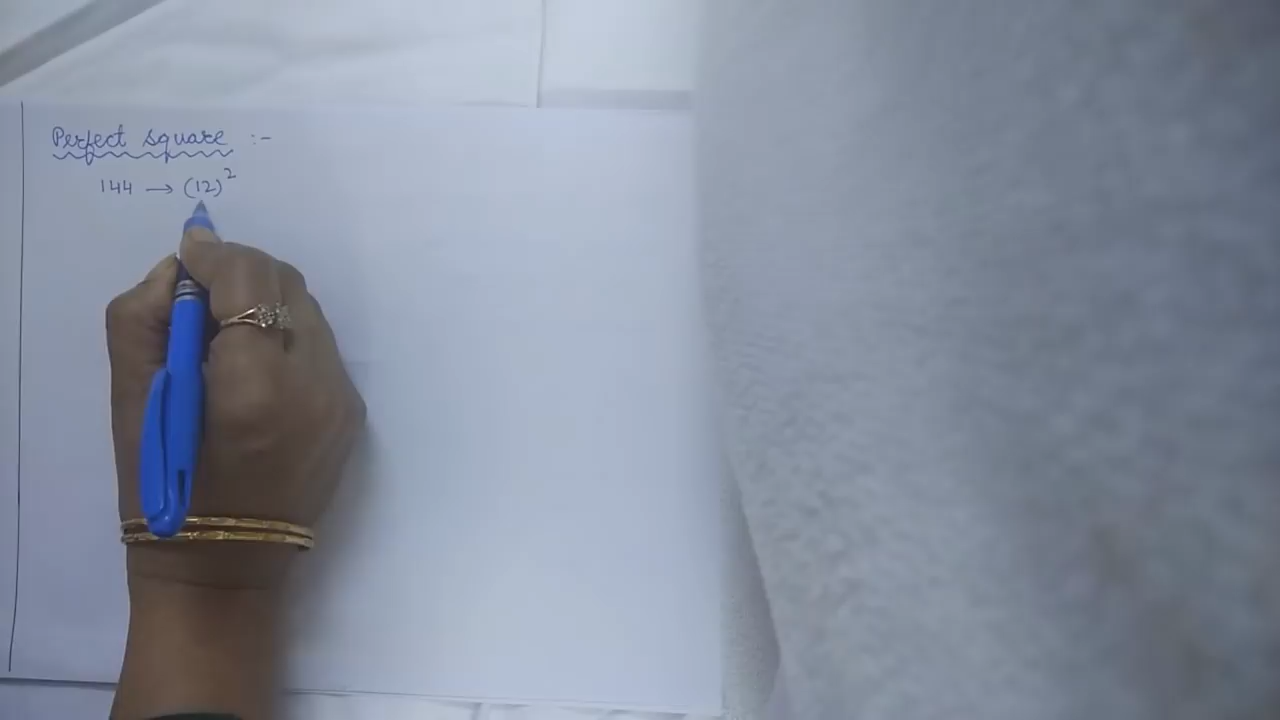 Perfect square :-
144 → (12)²